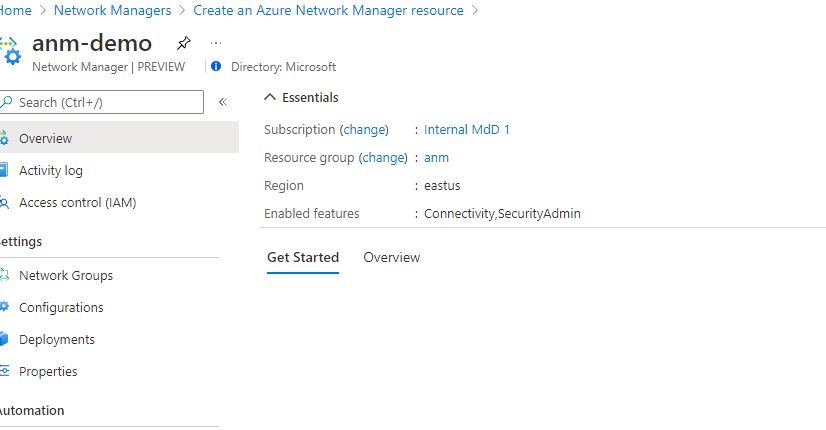 Home > Network Managers > Create an Azure Network Manager resource >
anm-demo ...
Network Manager | PREVIEW Directory: Microsoft
Search (Ctrl+/) «
Overview
Activity log
Access control (IAM)
Settings
Network Groups
Configurations
Deployments
Properties
Automation
Essentials
Subscription (change) : Internal MdD 1
Resource group (change) : anm
Region : eastus
Enabled features : Connectivity,SecurityAdmin
Get Started Overview